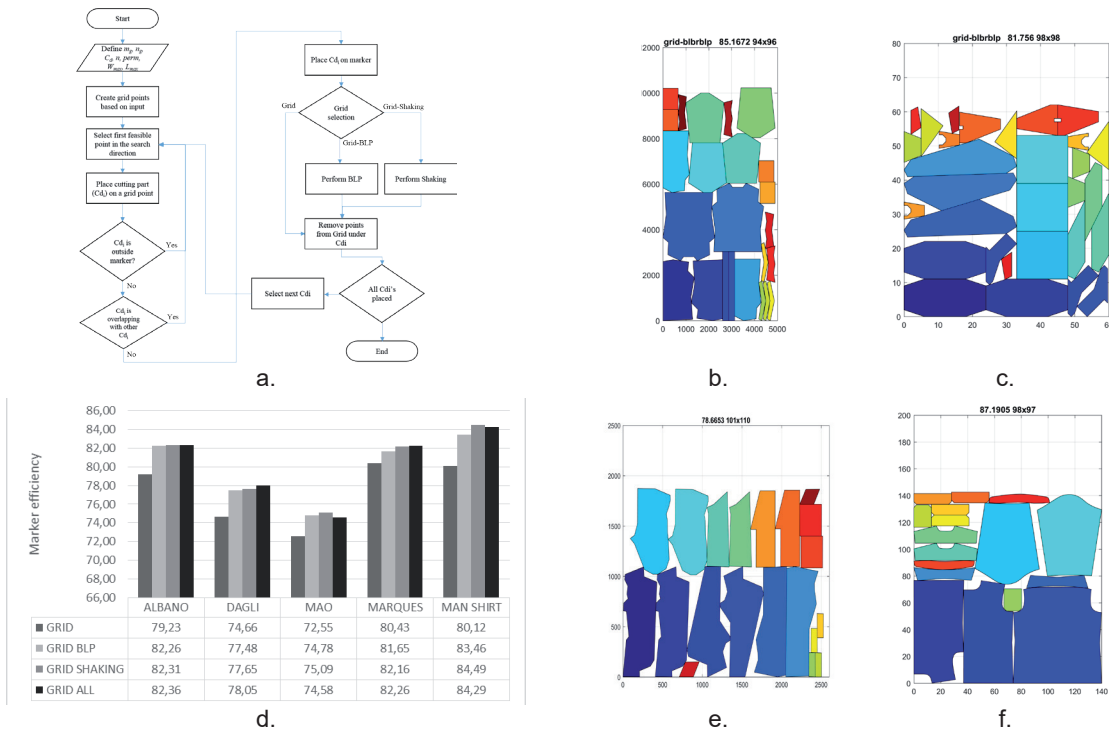 Start
Define m_p, n_p
C_d, n, perm,
W_max, L_max
Create grid points
based on input
Select first feasible
point in the search
direction
Place cutting part
(Cd_i) on a grid point
Cd_i is
outside
marker?
Yes
No
Cd_i is
overlapping
with other
Cd_i
Yes
No
Place Cd_i on marker
Grid
Grid
selection
Grid-Shaking
Grid-BLP
Perform BLP
Perform Shaking
Remove points
from Grid under
Cdi
All Cdi's
placed
Select next Cdi
End
a.
grid-blbrblp 85.1672 94x96
12000
10000
8000
6000
4000
2000
0
0 1000 2000 3000 4000 5000
b.
grid-blbrblp 81.756 98x98
80
70
60
50
40
30
20
10
0
0 10 20 30 40 50 60
c.
Marker efficiency
86,00
84,00
82,00
80,00
78,00
76,00
74,00
72,00
70,00
68,00
66,00
ALBANO DAGLI MAO MARQUES MAN SHIRT
GRID 79,23 74,66 72,55 80,43 80,12
GRID BLP 82,26 77,48 74,78 81,65 83,46
GRID SHAKING 82,31 77,65 75,09 82,16 84,49
GRID ALL 82,36 78,05 74,58 82,26 84,29
d.
78.6653 101x110
2500
2000
1500
1000
500
0
0 500 1000 1500 2000 2500
e.
87.1905 98x97
200
180
160
140
120
100
80
60
40
20
0
0 20 40 60 80 100 120 140
f.